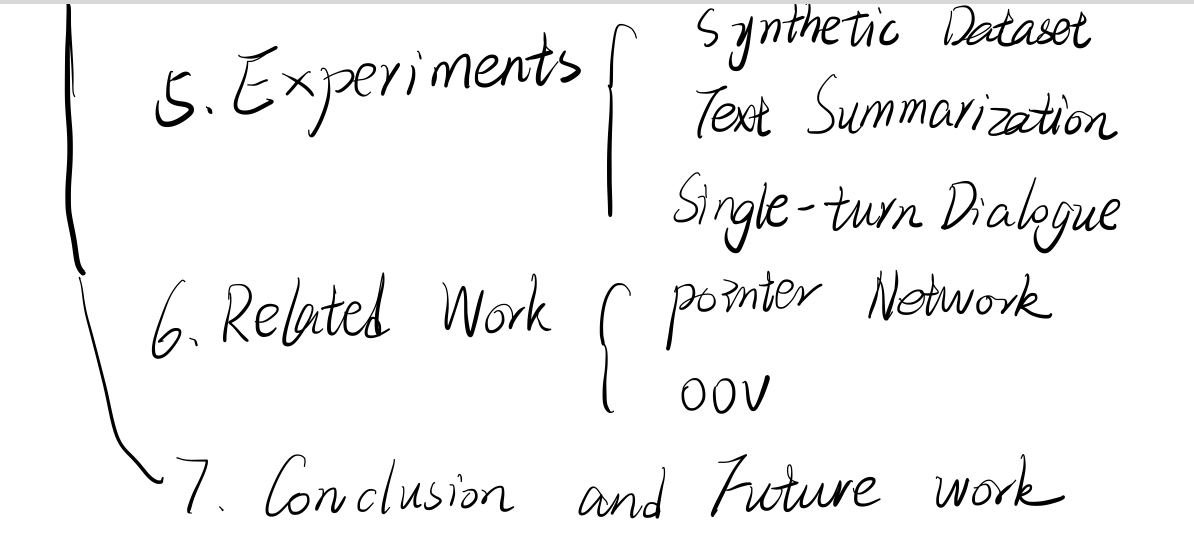 5. Experiments
Synthetic Dataset
Text Summarization
Single-turn Dialogue
6. Related Work
pointer Network
OOV
7. Conclusion and Future work